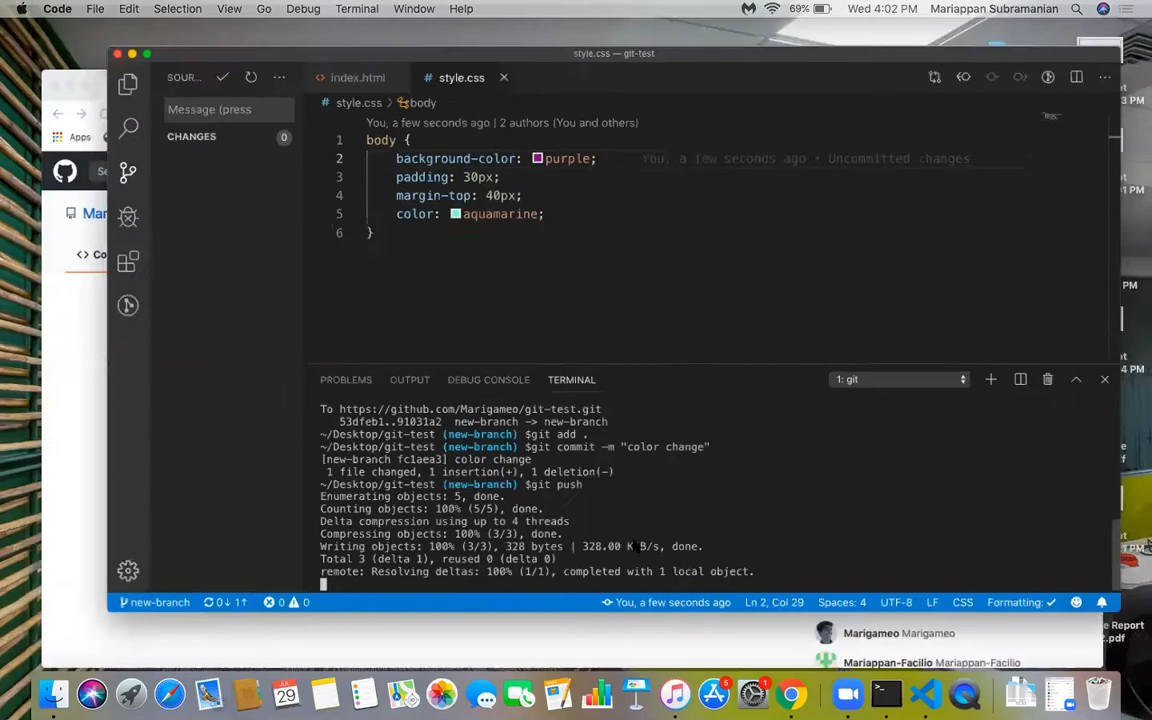 Code File Edit Selection View Go Debug Terminal Window Help 69% Wed 4:02 PM Mariappan Subramanian
style.css — git-test
SOUR... index.html style.css
Message (press
CHANGES 0
style.css > body
You, a few seconds ago | 2 authors (You and others)
1 body {
2 background-color: purple; You, a few seconds ago • Uncommitted changes
3 padding: 30px;
4 margin-top: 40px;
5 color: aquamarine;
6 }
Apps
Se
Mar
<> Co
PROBLEMS OUTPUT DEBUG CONSOLE TERMINAL 1: git
To https://github.com/Marigameo/git-test.git
53dfeb1..91031a2 new-branch -> new-branch
~/Desktop/git-test (new-branch) $git add .
~/Desktop/git-test (new-branch) $git commit -m "color change"
[new-branch fc1aea3] color change
1 file changed, 1 insertion(+), 1 deletion(-)
~/Desktop/git-test (new-branch) $git push
Enumerating objects: 5, done.
Counting objects: 100% (5/5), done.
Delta compression using up to 4 threads
Compressing objects: 100% (3/3), done.
Writing objects: 100% (3/3), 328 bytes | 328.00 KiB/s, done.
Total 3 (delta 1), reused 0 (delta 0)
remote: Resolving deltas: 100% (1/1), completed with 1 local object.
new-branch 0↓ 1↑ 0 0 You, a few seconds ago Ln 2, Col 29 Spaces: 4 UTF-8 LF CSS Formatting: ✓
Marigameo Marigameo
Mariappan-Facilio Mariappan-Facilio
e Report
2.pdf
JUL
29
5
1